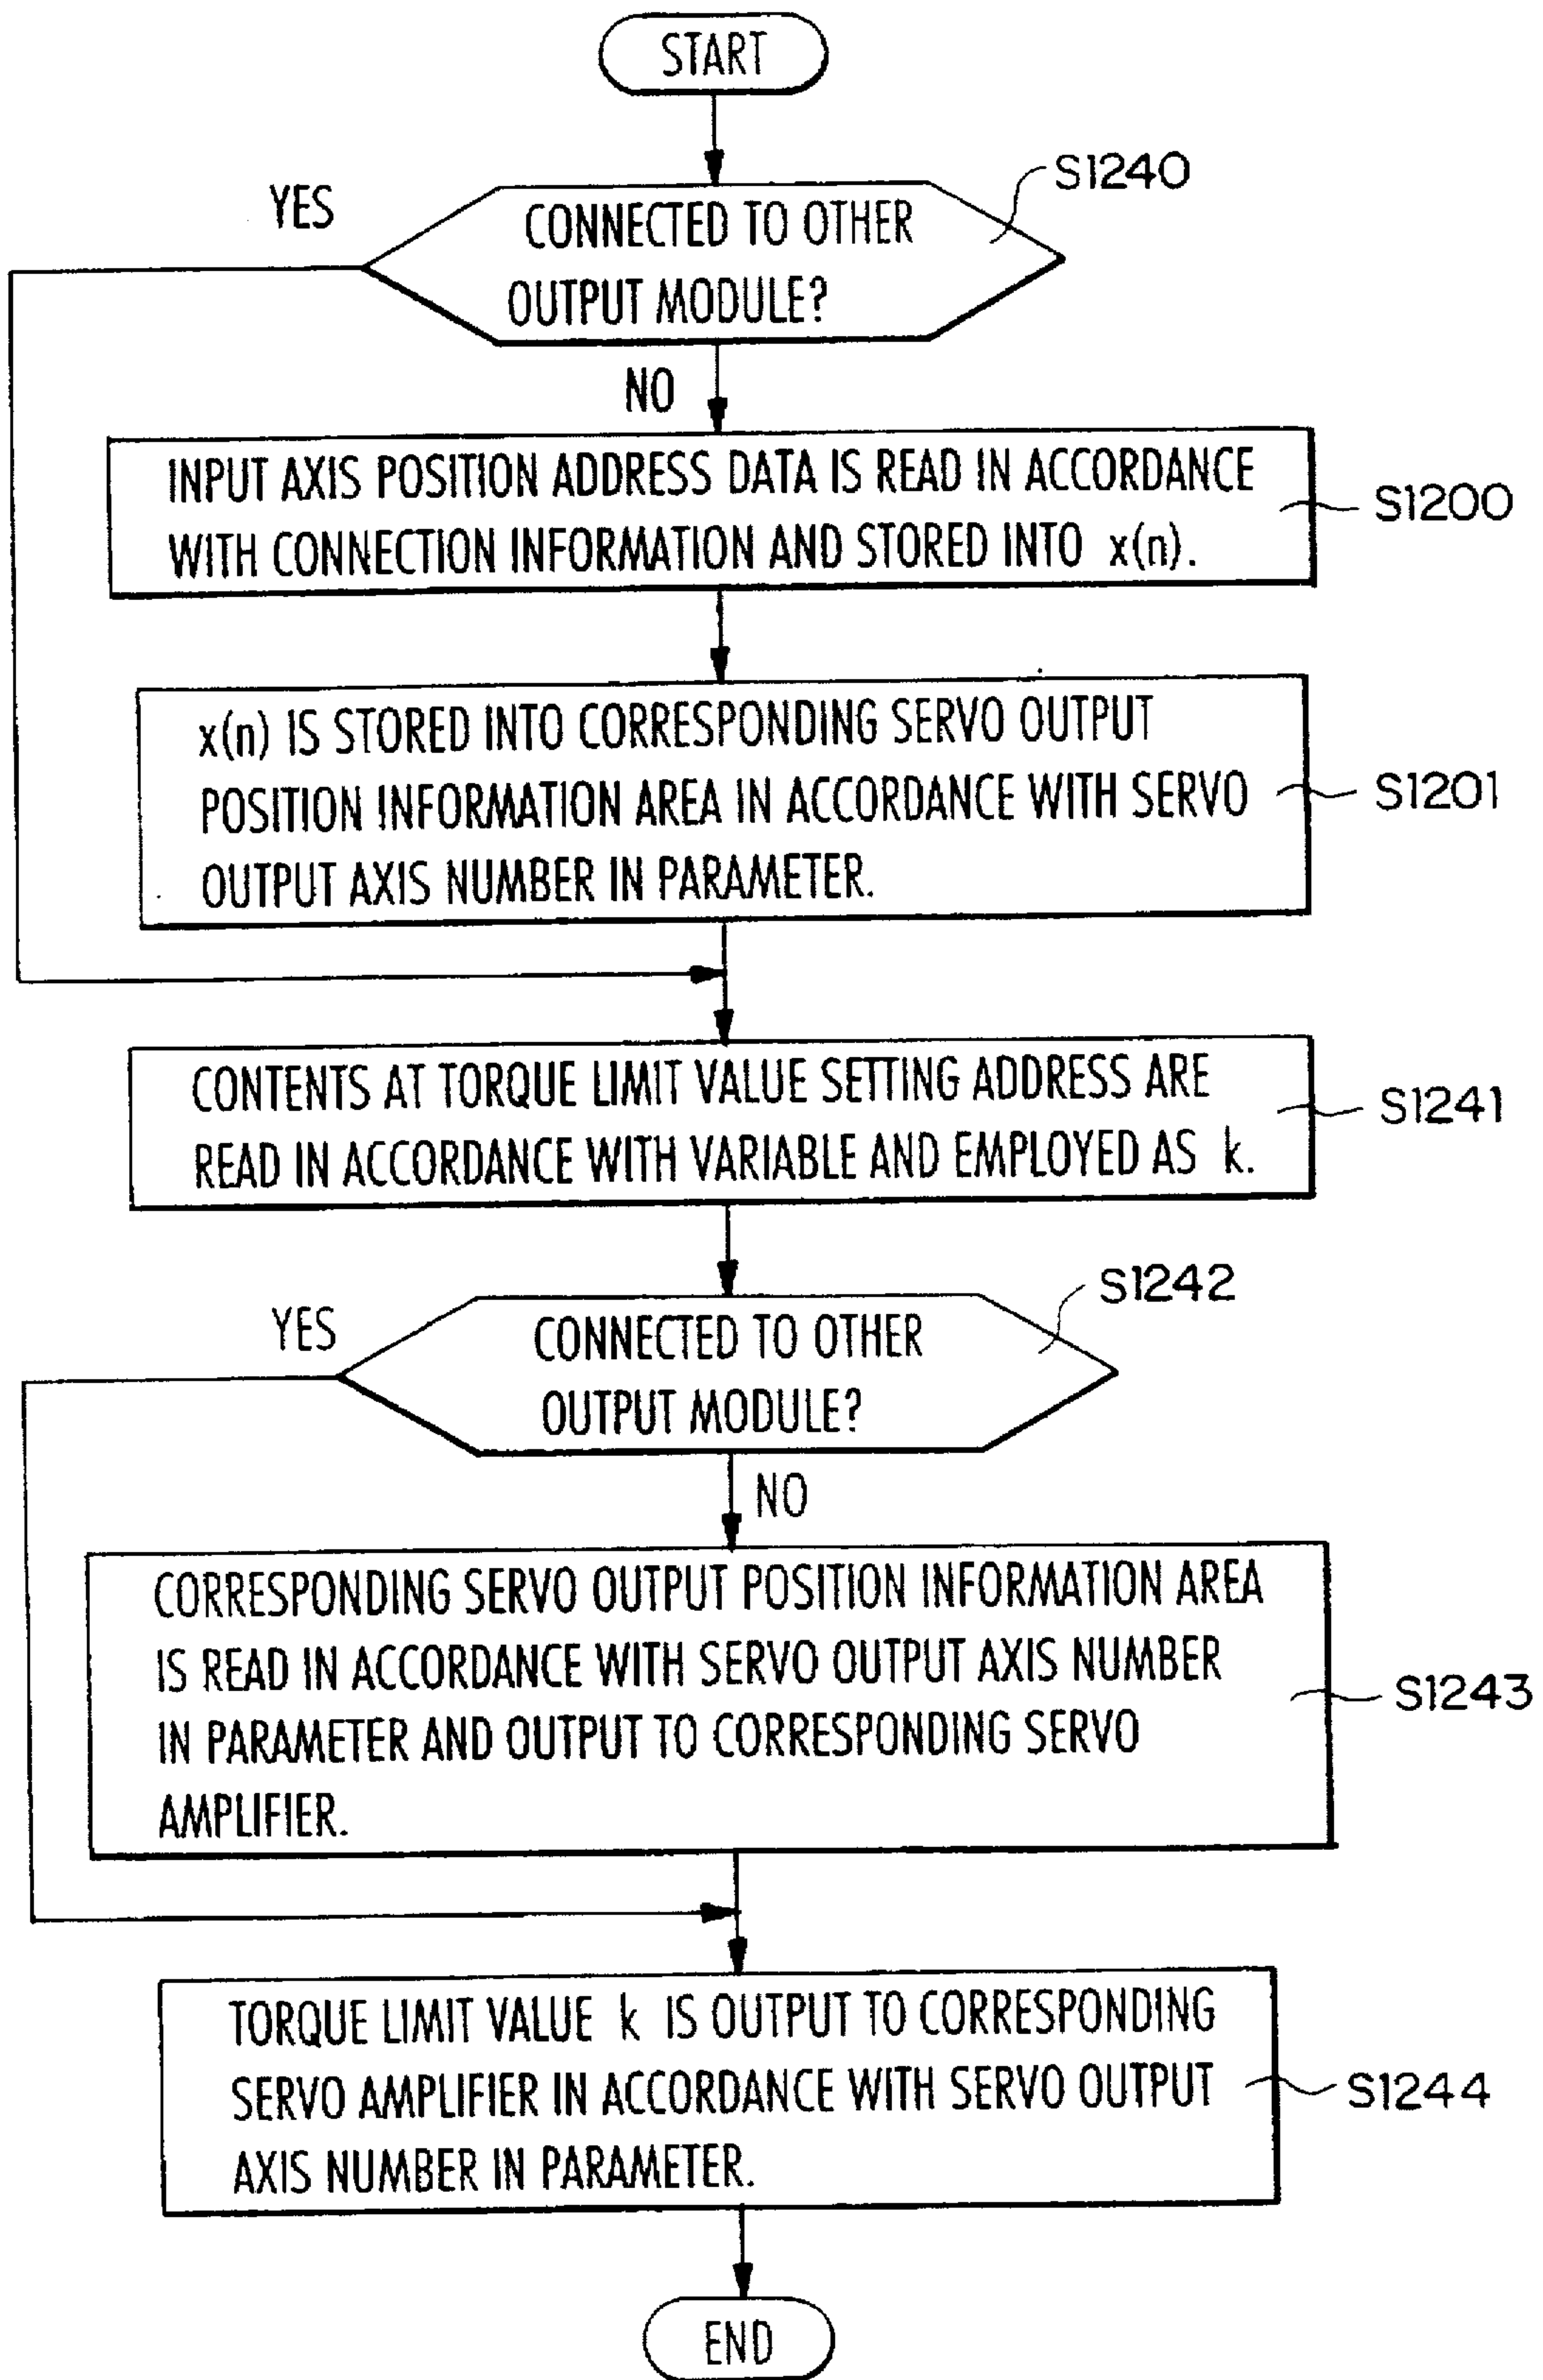 START
S1240
YES
CONNECTED TO OTHER
OUTPUT MODULE?
NO
INPUT AXIS POSITION ADDRESS DATA IS READ IN ACCORDANCE
WITH CONNECTION INFORMATION AND STORED INTO x(n).
S1200
x(n) IS STORED INTO CORRESPONDING SERVO OUTPUT
POSITION INFORMATION AREA IN ACCORDANCE WITH SERVO
OUTPUT AXIS NUMBER IN PARAMETER.
S1201
CONTENTS AT TORQUE LIMIT VALUE SETTING ADDRESS ARE
READ IN ACCORDANCE WITH VARIABLE AND EMPLOYED AS k.
S1241
S1242
YES
CONNECTED TO OTHER
OUTPUT MODULE?
NO
CORRESPONDING SERVO OUTPUT POSITION INFORMATION AREA
IS READ IN ACCORDANCE WITH SERVO OUTPUT AXIS NUMBER
IN PARAMETER AND OUTPUT TO CORRESPONDING SERVO
AMPLIFIER.
S1243
TORQUE LIMIT VALUE k IS OUTPUT TO CORRESPONDING
SERVO AMPLIFIER IN ACCORDANCE WITH SERVO OUTPUT
AXIS NUMBER IN PARAMETER.
S1244
END